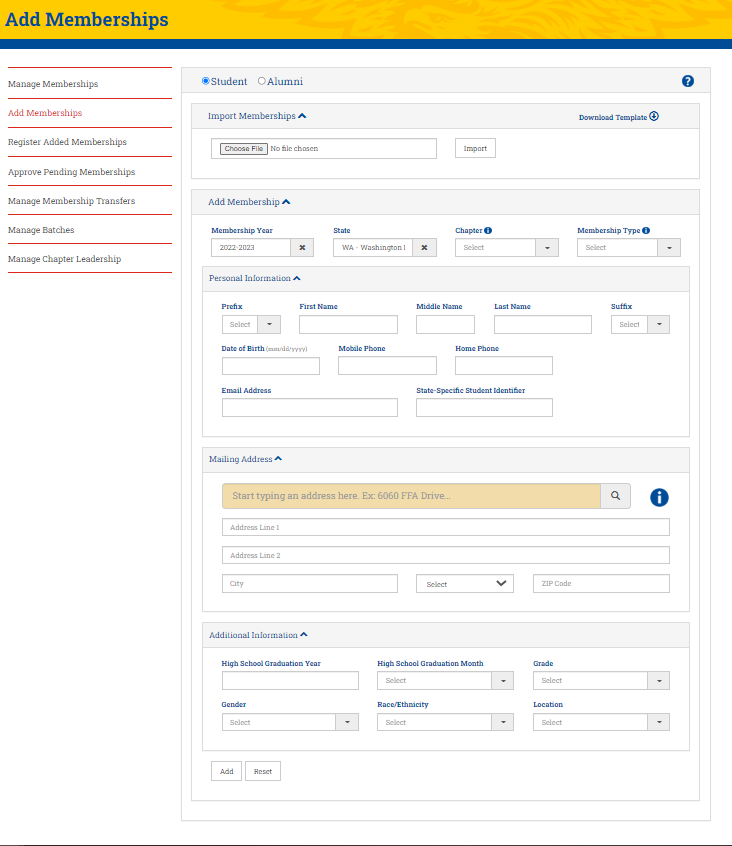 Add Memberships
Manage Memberships
Add Memberships
Register Added Memberships
Approve Pending Memberships
Manage Membership Transfers
Manage Batches
Manage Chapter Leadership
Student Alumni ?
Import Memberships Download Template
Choose File No file chosen Import
Add Membership
Membership Year State Chapter i Membership Type i
2022-2023 × WA - Washington × Select Select
Personal Information
Prefix First Name Middle Name Last Name Suffix
Select Select
Date of Birth (mm/dd/yyyy) Mobile Phone Home Phone
Email Address State-Specific Student Identifier
Mailing Address
Start typing an address here. Ex: 6060 FFA Drive... i
Address Line 1
Address Line 2
City Select ZIP Code
Additional Information
High School Graduation Year High School Graduation Month Grade
Select Select
Gender Race/Ethnicity Location
Select Select Select
Add Reset